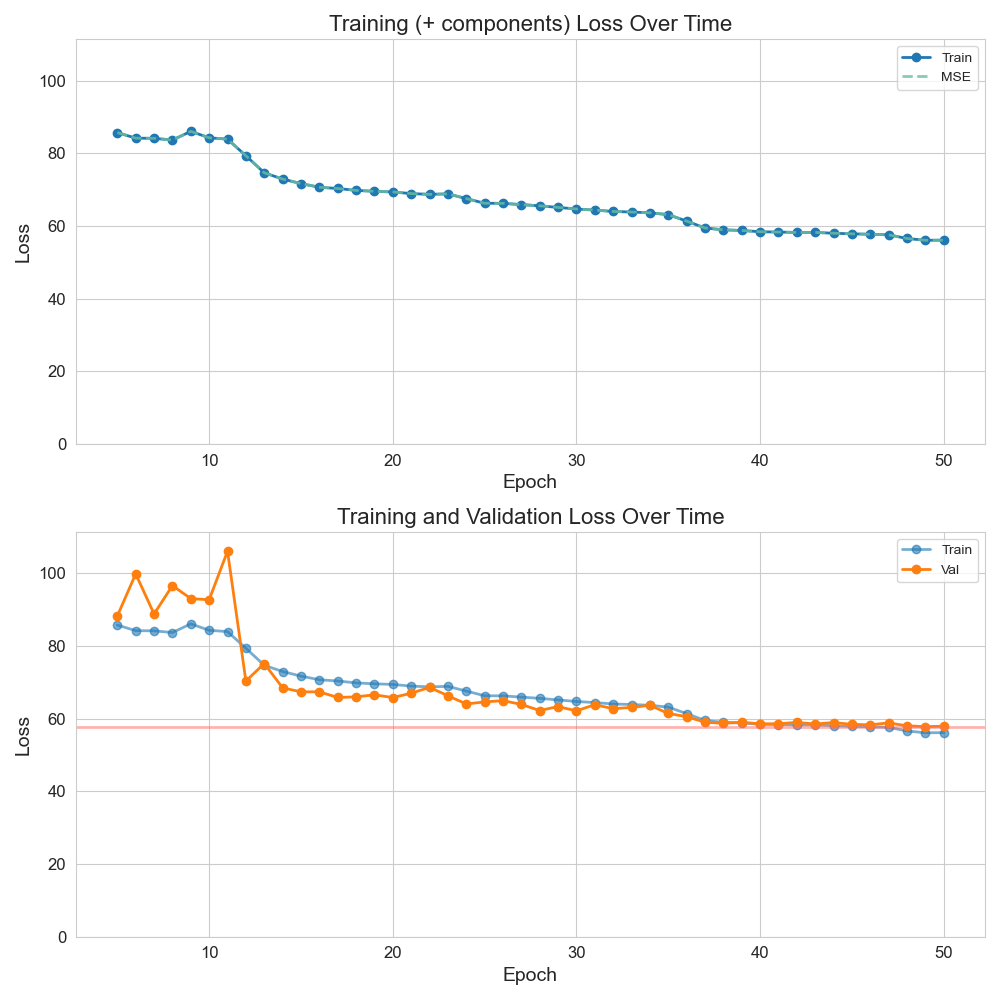 Training (+ components) Loss Over Time
Train
MSE
100
80
60
40
20
0
Loss
10 20 30 40 50
Epoch
Training and Validation Loss Over Time
Train
Val
100
80
60
40
20
0
Loss
10 20 30 40 50
Epoch